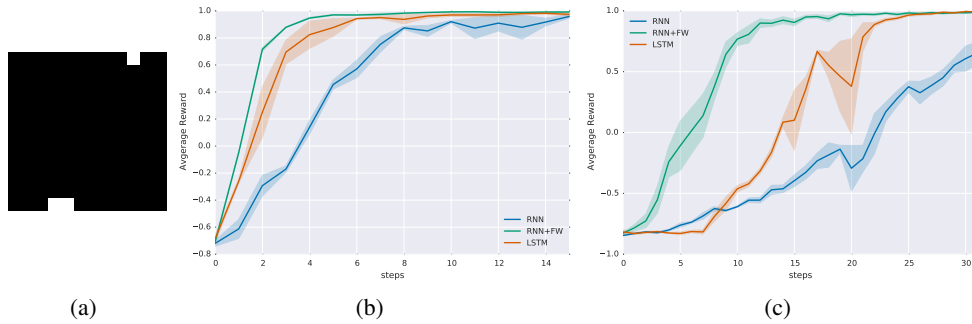 1.0
0.8
0.6
0.4
0.2
0.0
−0.2
−0.4
−0.6
−0.8
Avgerage Reward
0 2 4 6 8 10 12 14
steps
RNN
RNN+FW
LSTM
1.0
0.5
0.0
−0.5
−1.0
Avgerage Reward
0 5 10 15 20 25 30
steps
RNN
RNN+FW
LSTM
(a) (b) (c)